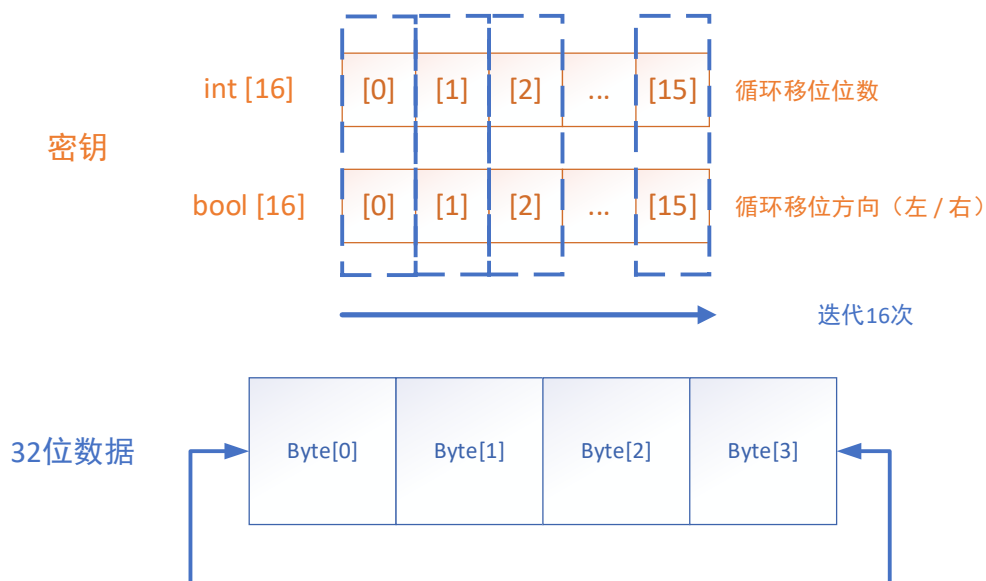 int [16] [0] [1] [2] ... [15] 循环移位位数
密钥
bool [16] [0] [1] [2] ... [15] 循环移位方向（左 / 右）
迭代16次
32位数据 Byte[0] Byte[1] Byte[2] Byte[3]